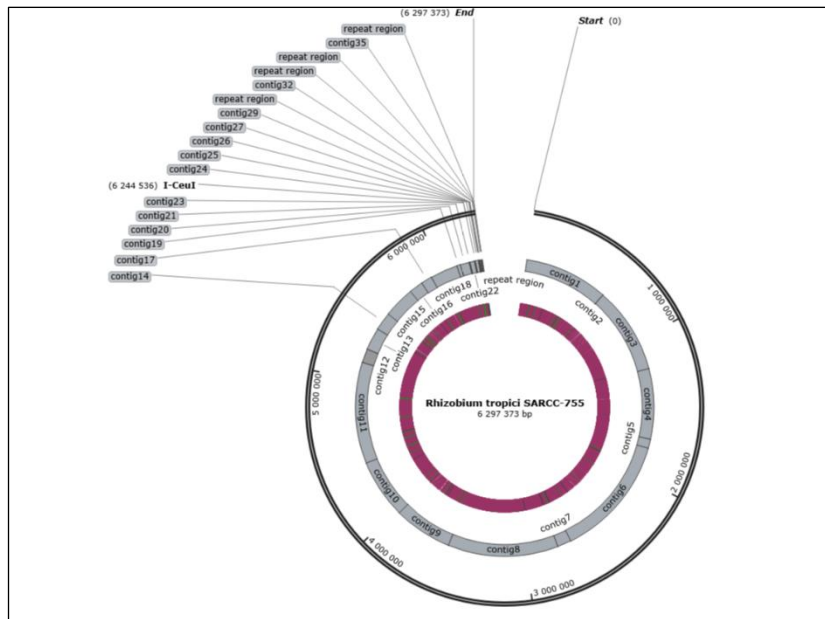 (6 297 373) End
Start (0)
repeat region
contig35
repeat region
repeat region
contig32
repeat region
contig29
contig27
contig26
contig25
contig24
(6 244 536) I-CeuI
contig23
contig21
contig20
contig19
contig17
contig14
6 000 000
1 000 000
2 000 000
3 000 000
4 000 000
5 000 000
contig18
contig22
repeat region
contig1
contig2
contig3
contig4
contig5
contig6
contig7
contig8
contig9
contig10
contig11
contig12
contig13
contig15
contig16
Rhizobium tropici SARCC-755
6 297 373 bp